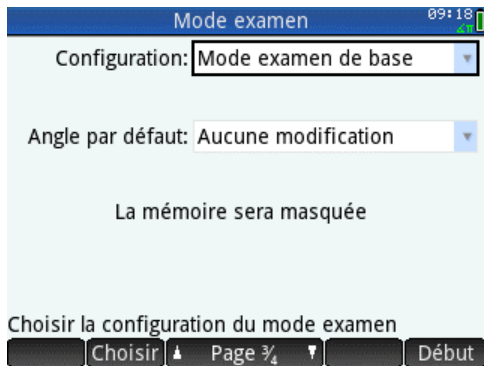 Mode examen 09:18
∡π
Configuration: Mode examen de base
Angle par défaut: Aucune modification
La mémoire sera masquée
Choisir la configuration du mode examen
Choisir Page ¾ Début